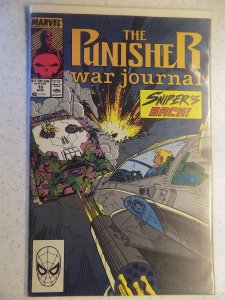 MARVEL
THE
PUNISHER
war journal
SNIPER'S
BACK!